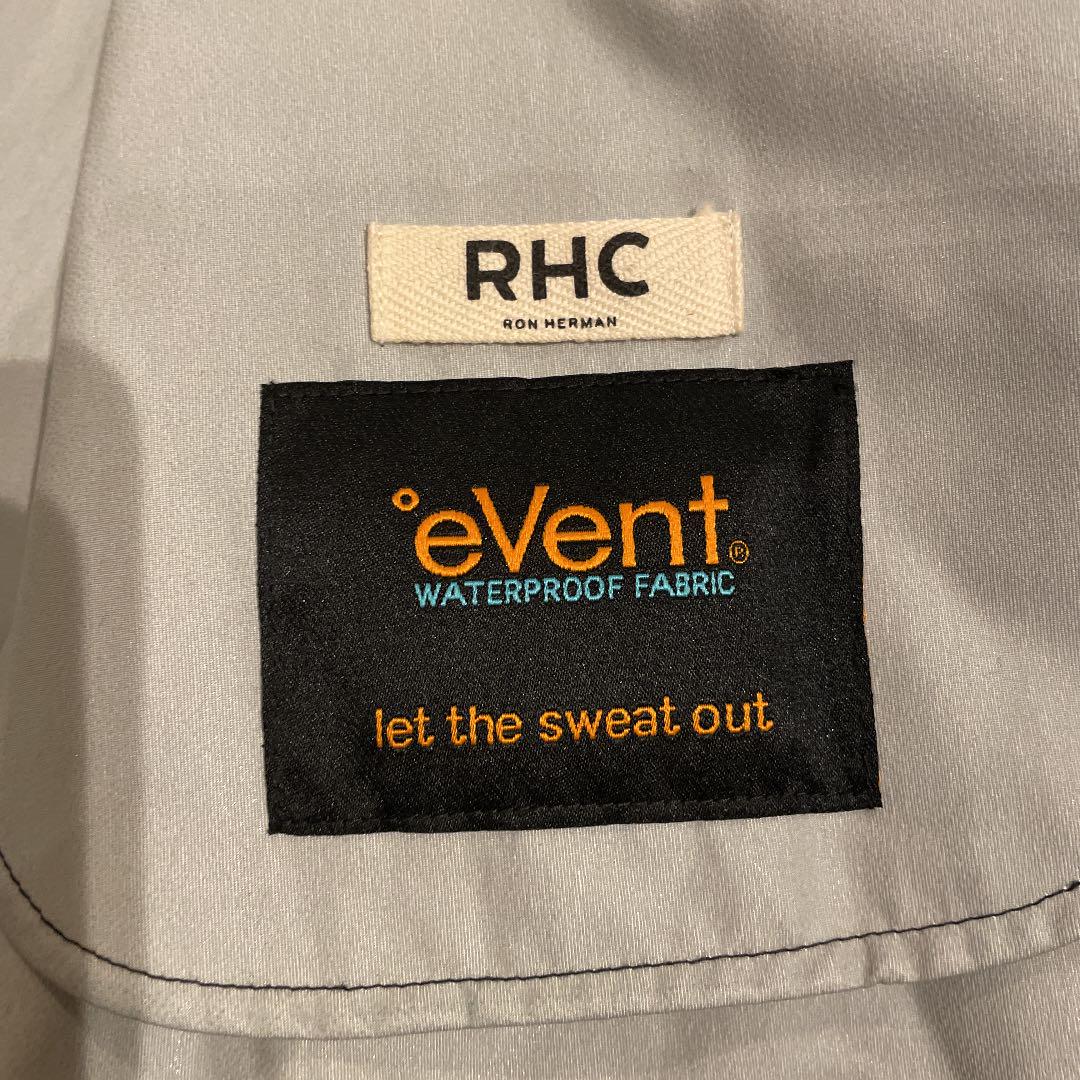 RHC
RON HERMAN
°eVent®
WATERPROOF FABRIC
let the sweat out